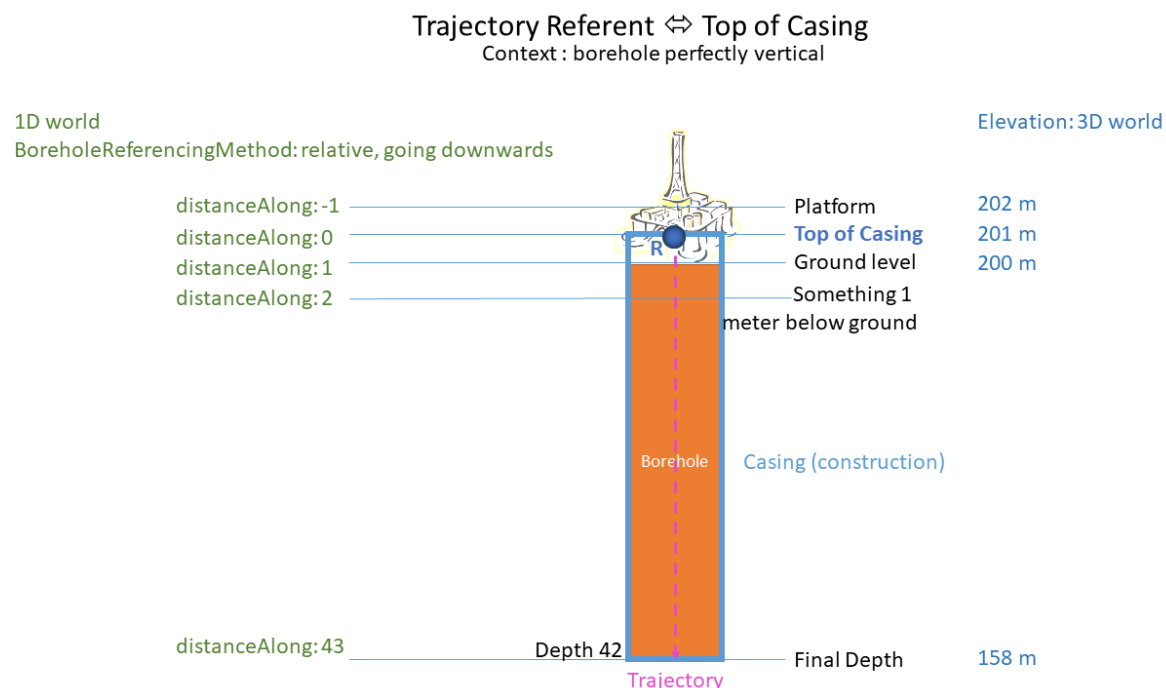 Trajectory Referent ⇔ Top of Casing
Context : borehole perfectly vertical
1D world
Elevation: 3D world
BoreholeReferencingMethod: relative, going downwards
distanceAlong: -1
Platform
202 m
distanceAlong: 0
R
Top of Casing
201 m
distanceAlong: 1
Ground level
200 m
distanceAlong: 2
Something 1
meter below ground
Borehole
Casing (construction)
distanceAlong: 43
Depth 42
Final Depth
158 m
Trajectory